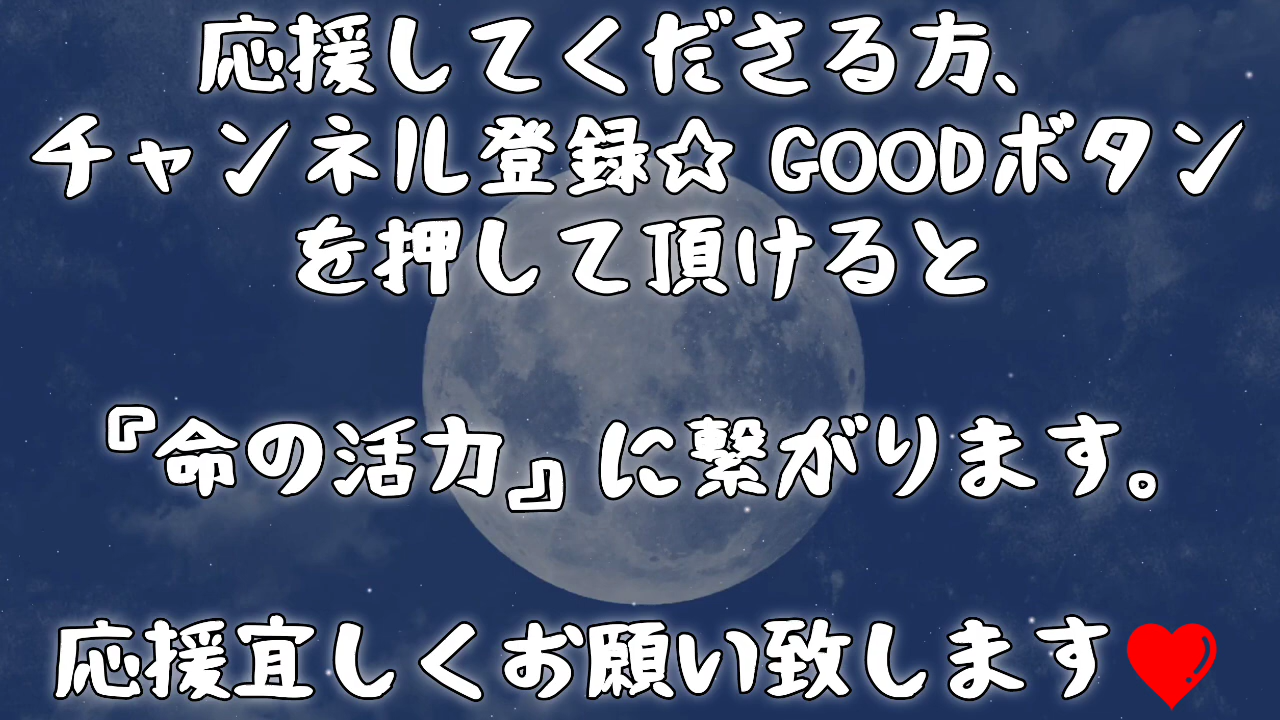 応援してくださる方、
チャンネル登録☆ GOODボタン
を押して頂けると
『命の活力』に繋がります。
応援宜しくお願い致します